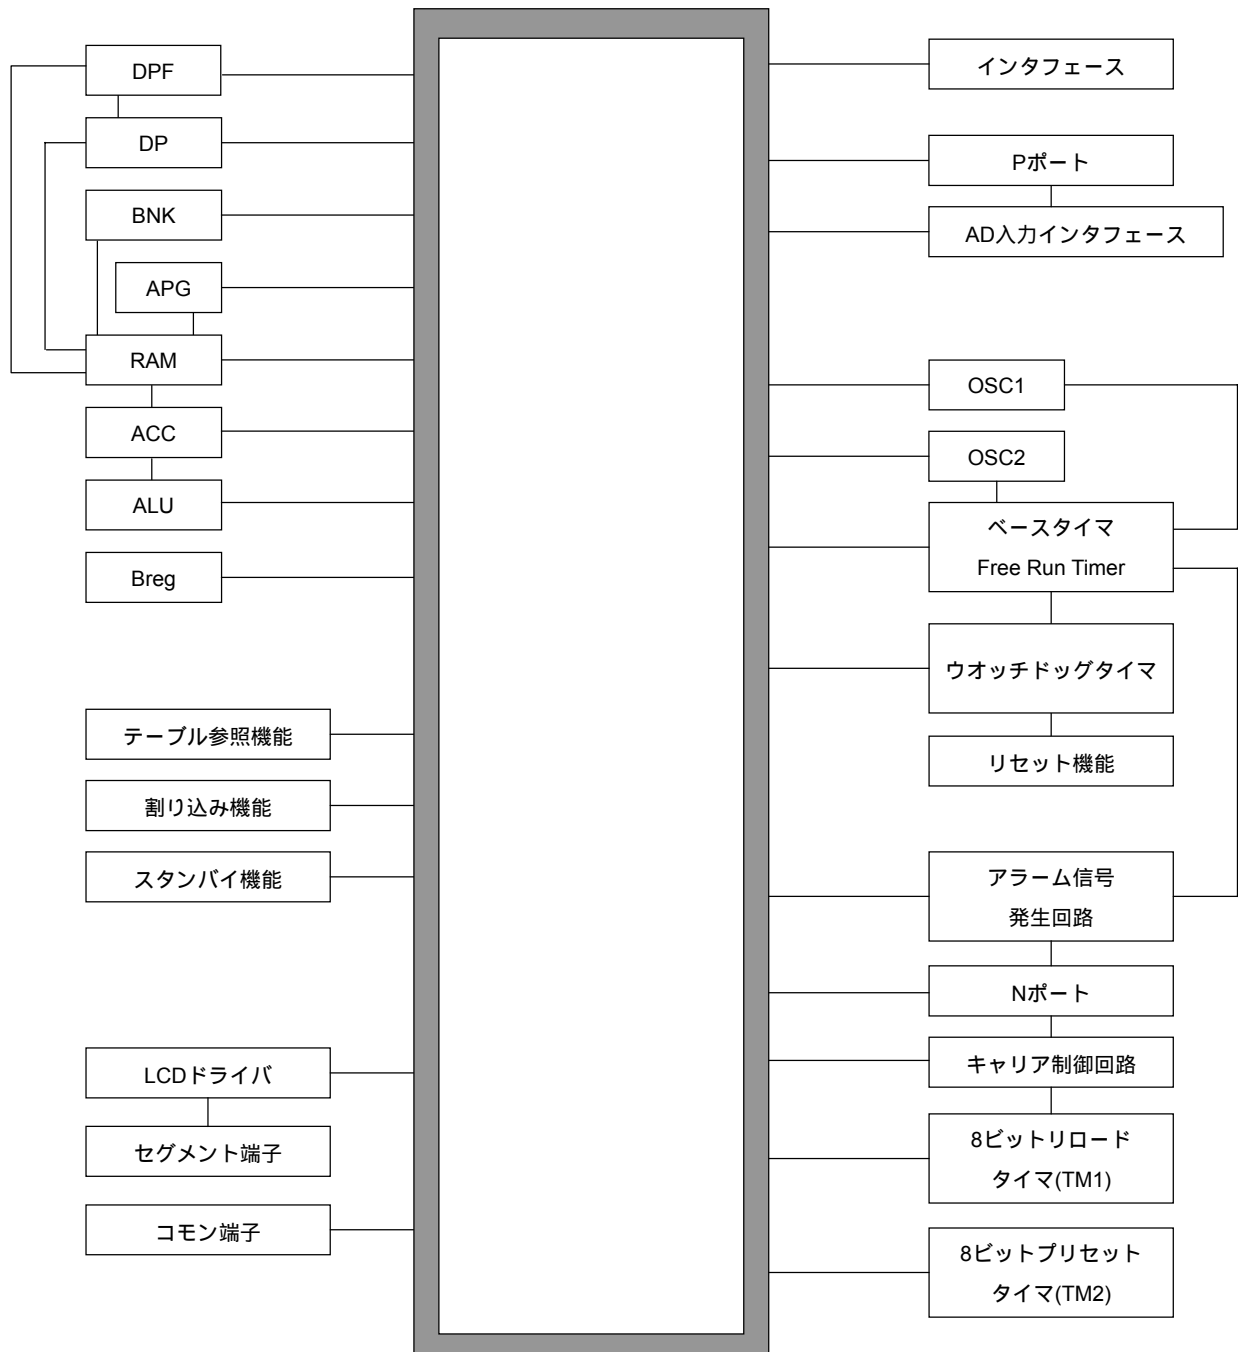 DPF
DP
BNK
APG
RAM
ACC
ALU
Breg
テーブル参照機能
割り込み機能
スタンバイ機能
LCDドライバ
セグメント端子
コモン端子
インタフェース
Pポート
AD入力インタフェース
OSC1
OSC2
ベースタイマ
Free Run Timer
ウオッチドッグタイマ
リセット機能
アラーム信号
発生回路
Nポート
キャリア制御回路
8ビットリロード
タイマ(TM1)
8ビットプリセット
タイマ(TM2)